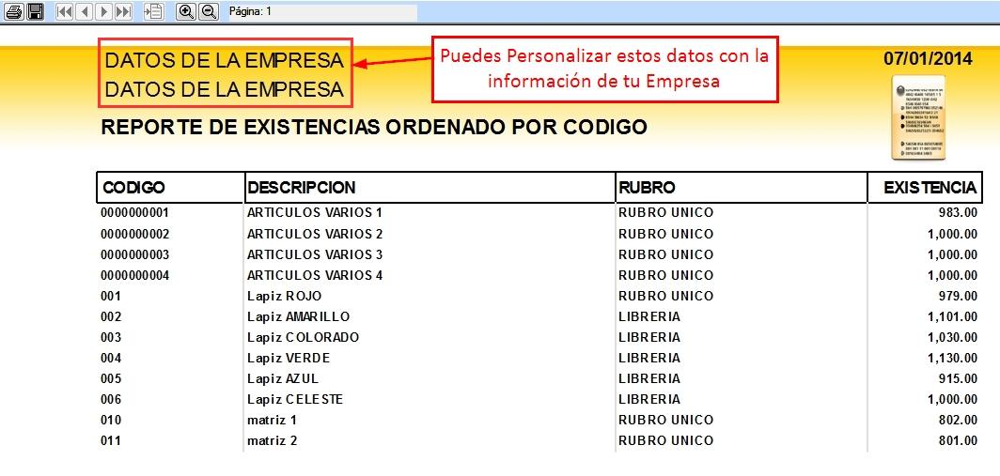 Página: 1
DATOS DE LA EMPRESA
DATOS DE LA EMPRESA
Puedes Personalizar estos datos con la
información de tu Empresa
07/01/2014
REPORTE DE EXISTENCIAS ORDENADO POR CODIGO
CODIGO DESCRIPCION RUBRO EXISTENCIA
0000000001 ARTICULOS VARIOS 1 RUBRO UNICO 983.00
0000000002 ARTICULOS VARIOS 2 RUBRO UNICO 1,000.00
0000000003 ARTICULOS VARIOS 3 RUBRO UNICO 1,000.00
0000000004 ARTICULOS VARIOS 4 RUBRO UNICO 1,000.00
001 Lapiz ROJO RUBRO UNICO 979.00
002 Lapiz AMARILLO LIBRERIA 1,101.00
003 Lapiz COLORADO LIBRERIA 1,030.00
004 Lapiz VERDE LIBRERIA 1,130.00
005 Lapiz AZUL LIBRERIA 915.00
006 Lapiz CELESTE LIBRERIA 1,000.00
010 matriz 1 RUBRO UNICO 802.00
011 matriz 2 RUBRO UNICO 801.00